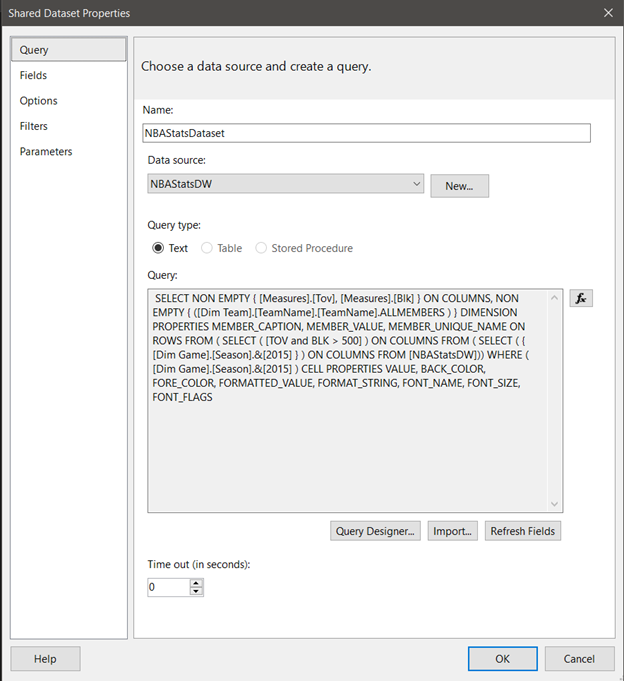 Shared Dataset Properties
Query
Fields
Options
Filters
Parameters
Choose a data source and create a query.
Name:
NBAStatsDataset
Data source:
NBAStatsDW
New...
Query type:
Text
Table
Stored Procedure
Query:
SELECT NON EMPTY { [Measures].[Tov], [Measures].[Blk] } ON COLUMNS, NON
EMPTY { ([Dim Team].[TeamName].[TeamName].ALLMEMBERS ) } DIMENSION
PROPERTIES MEMBER_CAPTION, MEMBER_VALUE, MEMBER_UNIQUE_NAME ON
ROWS FROM ( SELECT ( [TOV and BLK > 500] ) ON COLUMNS FROM ( SELECT ( {
[Dim Game].[Season].&[2015] } ) ON COLUMNS FROM [NBAStatsDW])) WHERE (
[Dim Game].[Season].&[2015] ) CELL PROPERTIES VALUE, BACK_COLOR,
FORE_COLOR, FORMATTED_VALUE, FORMAT_STRING, FONT_NAME, FONT_SIZE,
FONT_FLAGS
fx
Query Designer...
Import...
Refresh Fields
Time out (in seconds):
0
Help
OK
Cancel